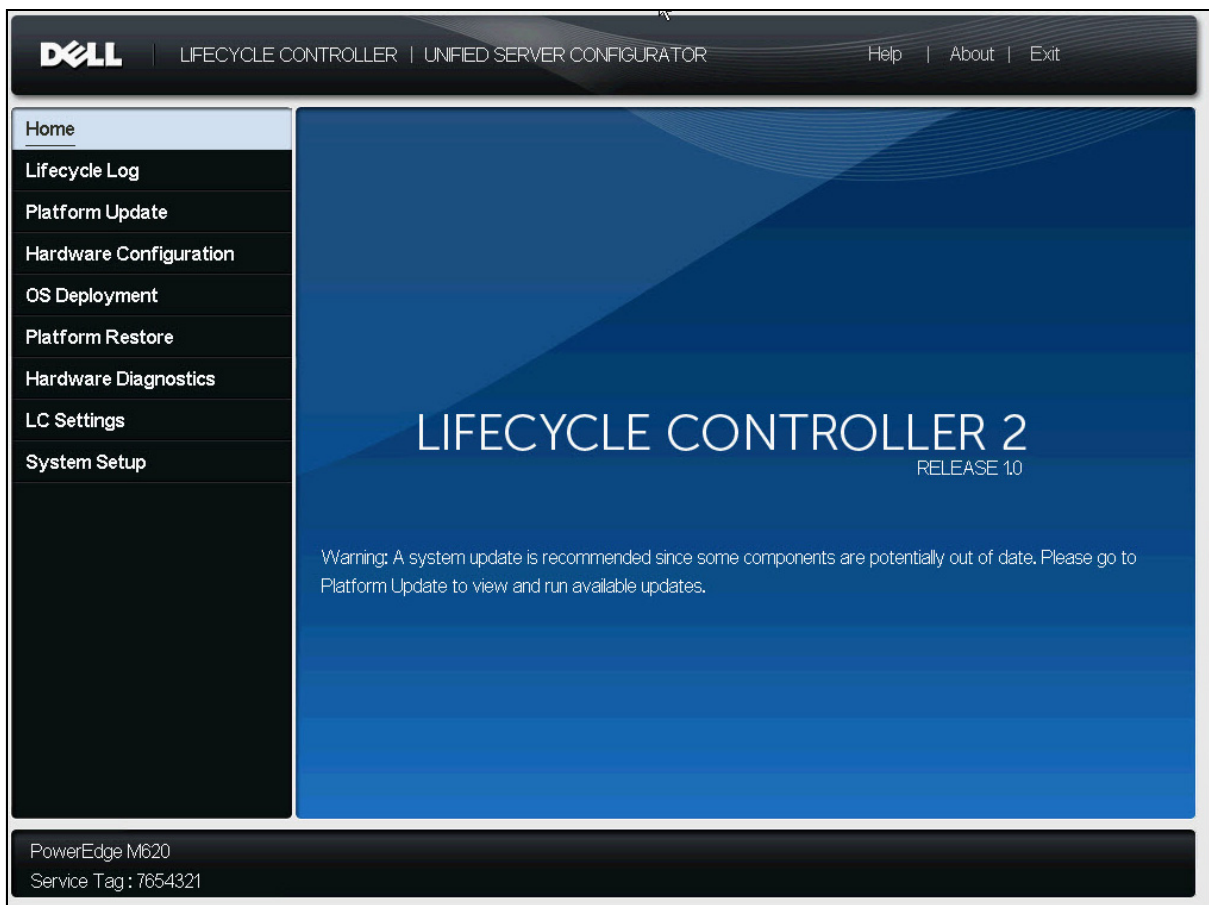 DELL
LIFECYCLE CONTROLLER | UNIFIED SERVER CONFIGURATOR
Help | About | Exit
Home
Lifecycle Log
Platform Update
Hardware Configuration
OS Deployment
Platform Restore
Hardware Diagnostics
LC Settings
System Setup
LIFECYCLE CONTROLLER 2
RELEASE 1.0
Warning: A system update is recommended since some components are potentially out of date. Please go to
Platform Update to view and run available updates.
PowerEdge M620
Service Tag : 7654321